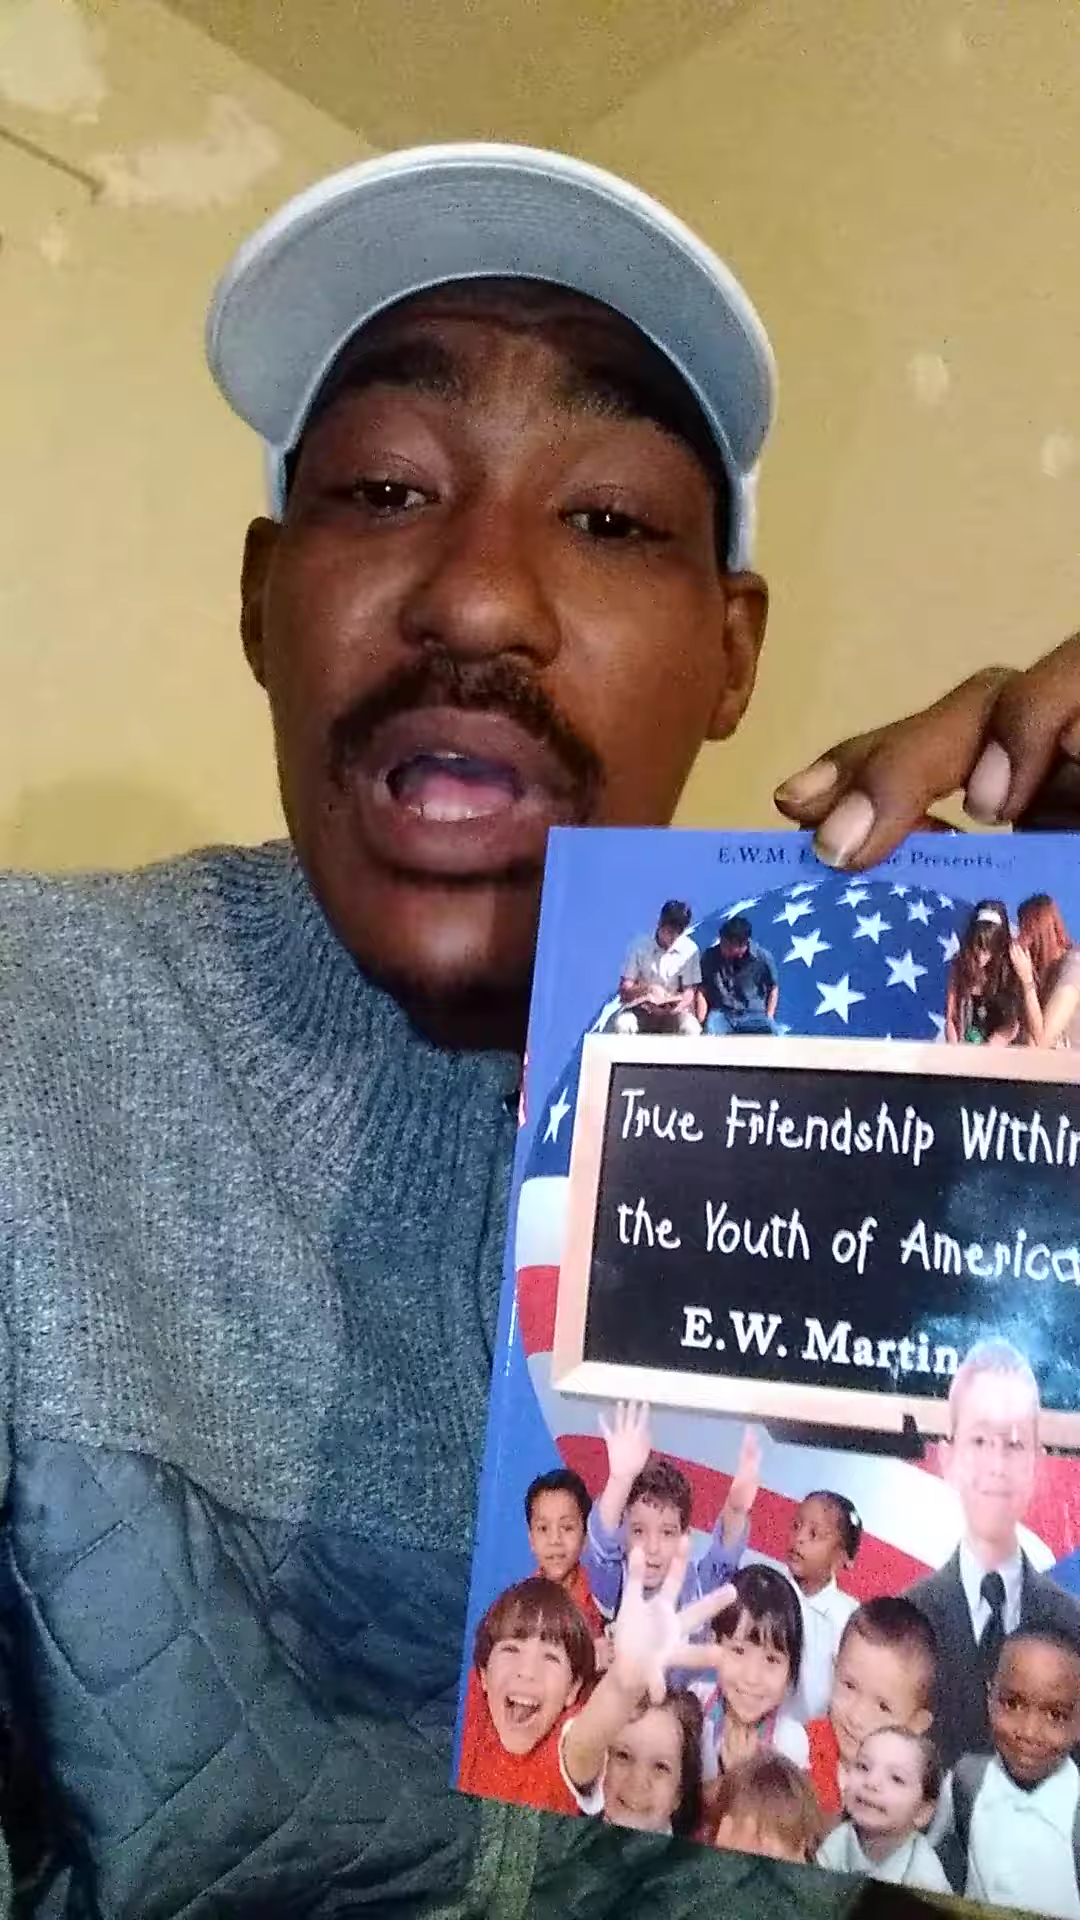 E.W.M. Presents...
True Friendship Within
the Youth of America
E.W. Martin